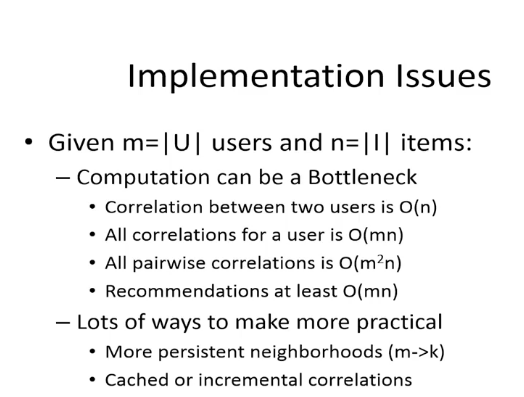 Implementation Issues
• Given m=|U| users and n=|I| items:
– Computation can be a Bottleneck
• Correlation between two users is O(n)
• All correlations for a user is O(mn)
• All pairwise correlations is O(m²n)
• Recommendations at least O(mn)
– Lots of ways to make more practical
• More persistent neighborhoods (m->k)
• Cached or incremental correlations